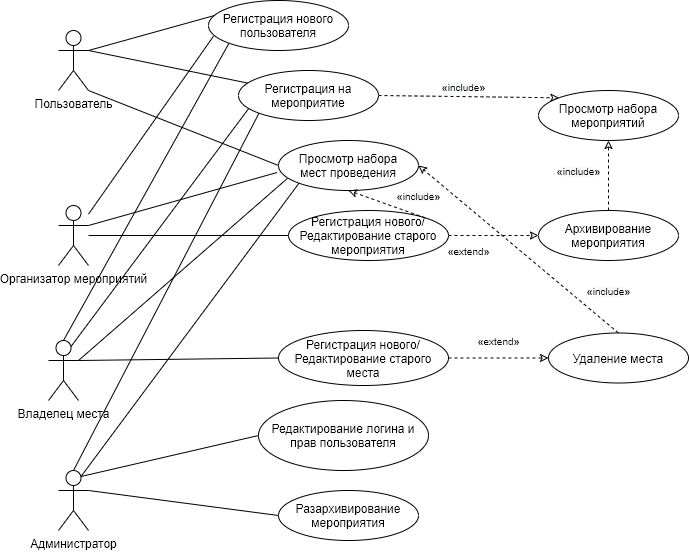 Регистрация нового
пользователя
Пользователь
Регистрация на
мероприятие
«include»
Просмотр набора
мероприятий
Просмотр набора
мест проведения
«include»
«include»
Организатор мероприятий
Регистрация нового/
Редактирование старого
мероприятия
«extend»
Архивирование
мероприятия
«include»
Владелец места
Регистрация нового/
Редактирование старого
места
«extend»
Удаление места
Редактирование логина и
прав пользователя
Администратор
Разархивирование
мероприятия